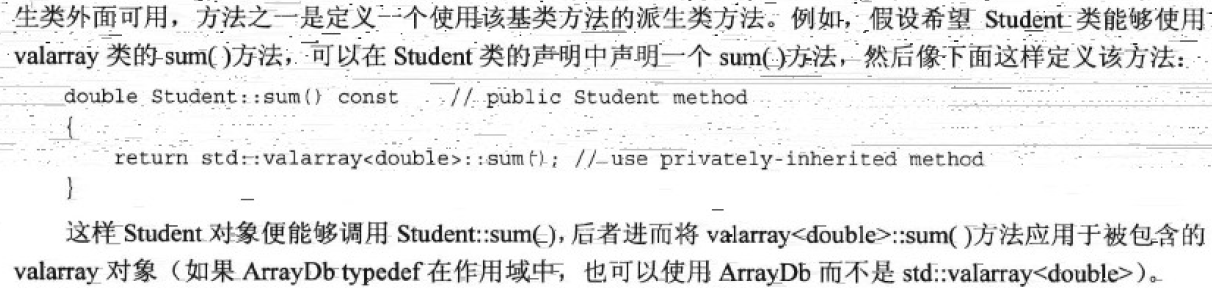 生类外面可用，方法之一是定义一个使用该基类方法的派生类方法。例如，假设希望 Student 类能够使用
valarray 类的 sum( )方法，可以在 Student 类的声明中声明一个 sum( )方法，然后像下面这样定义该方法：
double Student::sum() const // public Student method
{
return std::valarray<double>::sum(); // use privately-inherited method
}
这样 Student 对象便能够调用 Student::sum( )，后者进而将 valarray<double>::sum( )方法应用于被包含的
valarray 对象（如果 ArrayDb typedef 在作用域中，也可以使用 ArrayDb 而不是 std::valarray<double>）。